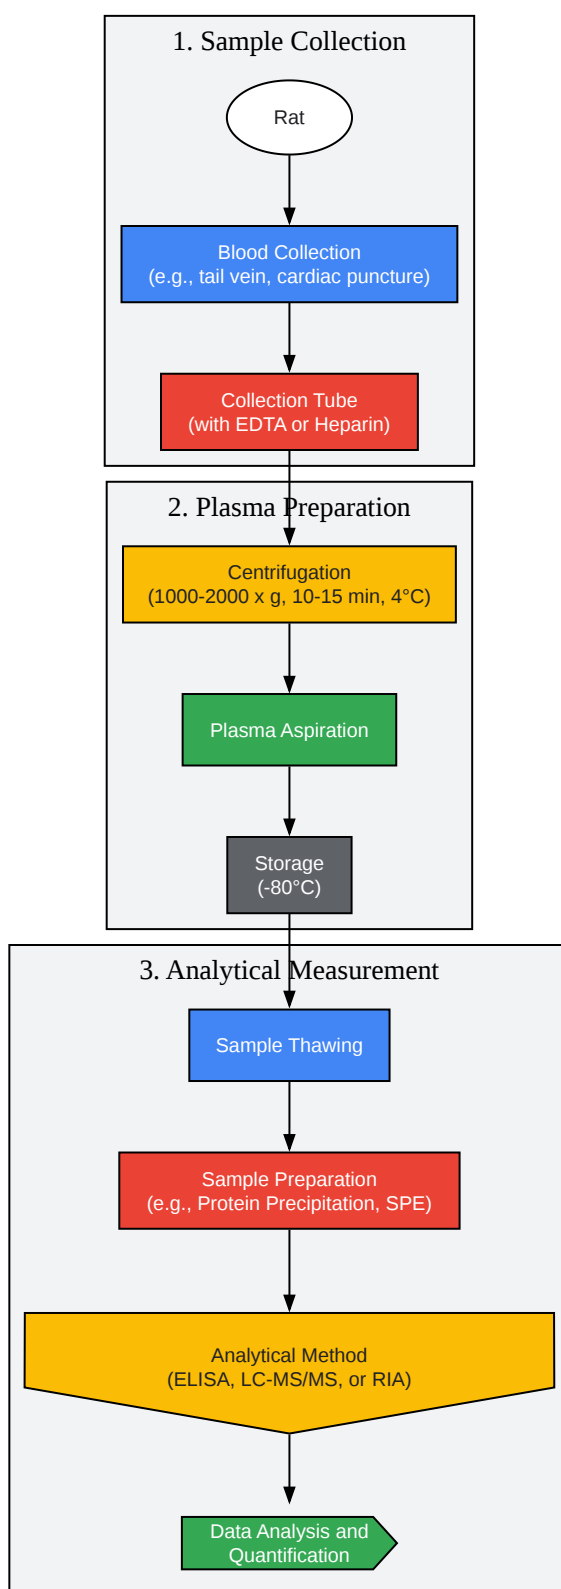 1. Sample Collection
Rat
Blood Collection
(e.g., tail vein, cardiac puncture)
Collection Tube
(with EDTA or Heparin)
2. Plasma Preparation
Centrifugation
(1000-2000 x g, 10-15 min, 4°C)
Plasma Aspiration
Storage
(-80°C)
3. Analytical Measurement
Sample Thawing
Sample Preparation
(e.g., Protein Precipitation, SPE)
Analytical Method
(ELISA, LC-MS/MS, or RIA)
Data Analysis and
Quantification